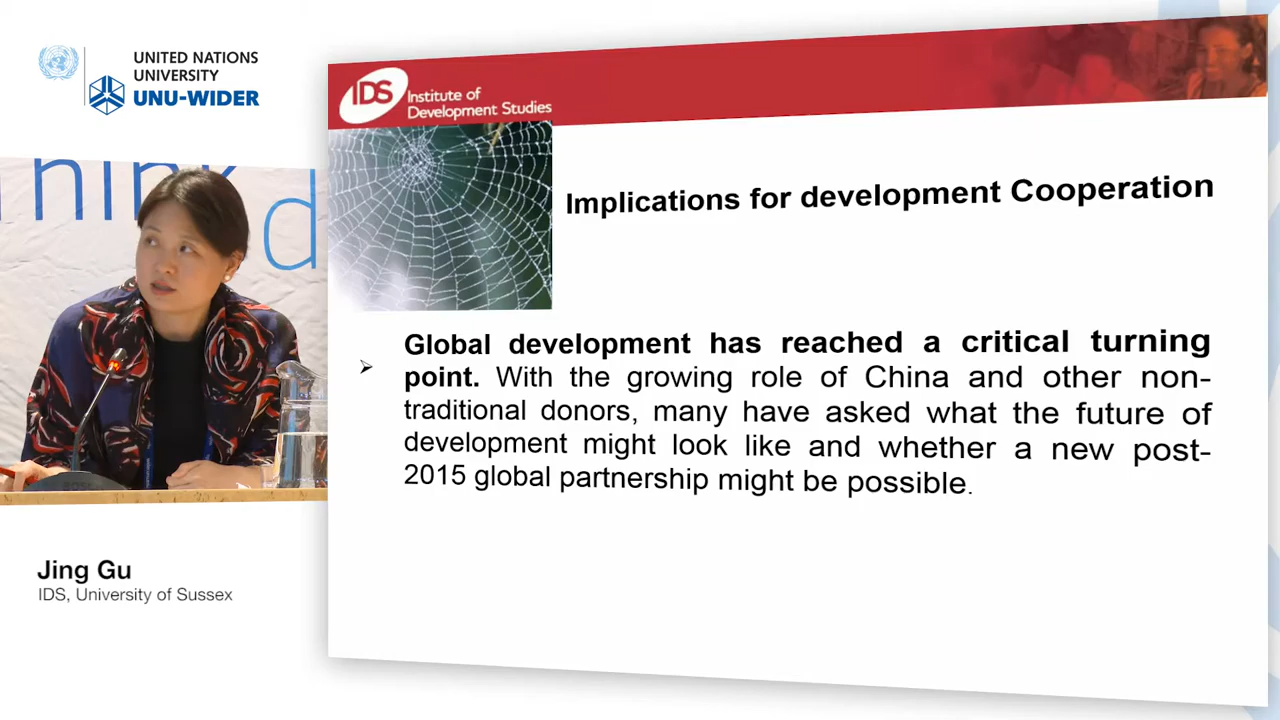 UNITED NATIONS
UNIVERSITY
UNU-WIDER
IDS
Institute of
Development Studies
Implications for development Cooperation
➢ Global development has reached a critical turning
point. With the growing role of China and other non-
traditional donors, many have asked what the future of
development might look like and whether a new post-
2015 global partnership might be possible.
Jing Gu
IDS, University of Sussex